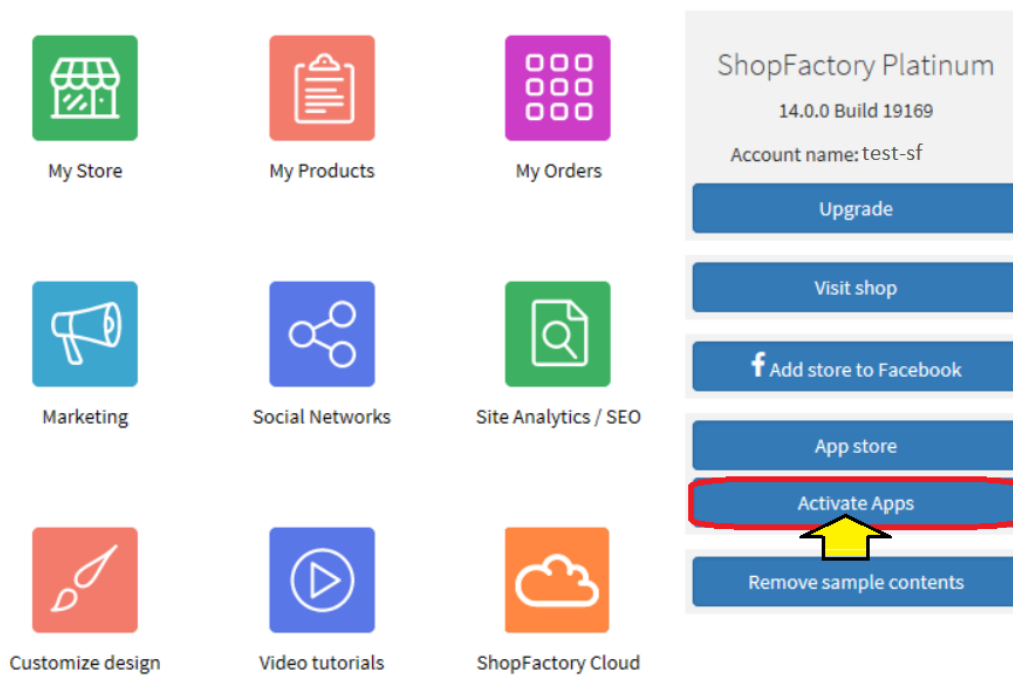 My Store
My Products
My Orders
Marketing
Social Networks
Site Analytics / SEO
Customize design
Video tutorials
ShopFactory Cloud
ShopFactory Platinum
14.0.0 Build 19169
Account name: test-sf
Upgrade
Visit shop
Add store to Facebook
App store
Activate Apps
Remove sample contents